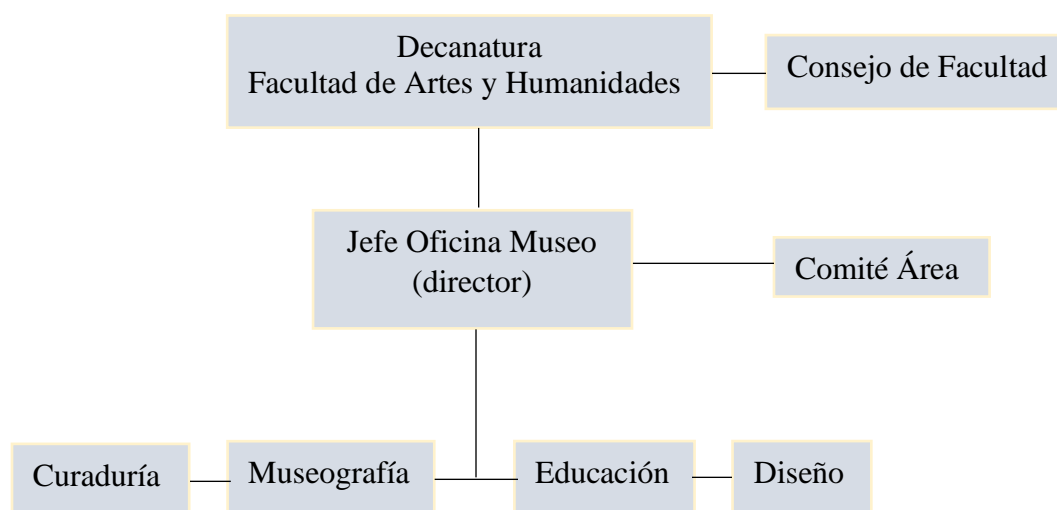 Decanatura
Facultad de Artes y Humanidades
Consejo de Facultad
Jefe Oficina Museo
(director)
Comité Área
Curaduría
Museografía
Educación
Diseño